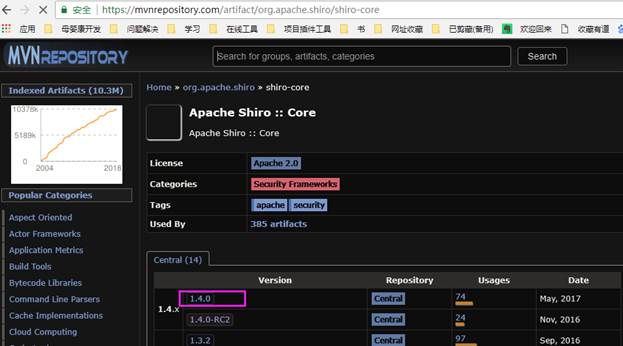 安全 | https://mvnrepository.com/artifact/org.apache.shiro/shiro-core
应用 母婴康开发 问题解决 学习 在线工具 项目插件工具 书 网址收藏 已剪藏(备用) 欢迎回来 收藏有道
MVNREPOSITORY
Search for groups, artifacts, categories
Search
Indexed Artifacts (10.3M)
10378k
5189k
0
2004 2018
Popular Categories
Aspect Oriented
Actor Frameworks
Application Metrics
Build Tools
Bytecode Libraries
Command Line Parsers
Cache Implementations
Cloud Computing
Home » org.apache.shiro » shiro-core
Apache Shiro :: Core
Apache Shiro :: Core
License Apache 2.0
Categories Security Frameworks
Tags apache security
Used By 385 artifacts
Central (14)
Version Repository Usages Date
1.4.x
1.4.0 Central 74 May, 2017
1.4.0-RC2 Central 24 Nov, 2016
1.3.2 Central 97 Sep, 2016